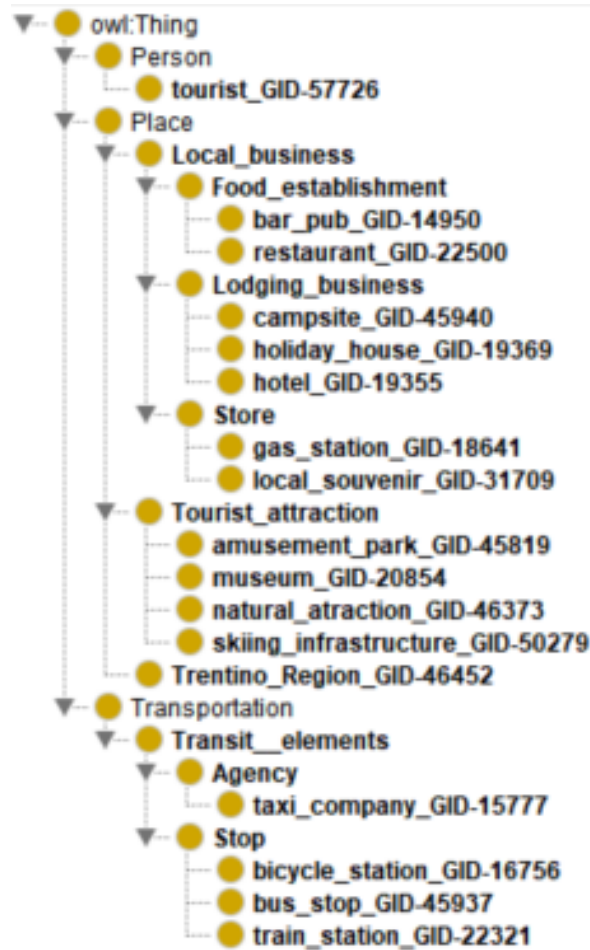 owl:Thing
Person
tourist_GID-57726
Place
Local_business
Food_establishment
bar_pub_GID-14950
restaurant_GID-22500
Lodging_business
campsite_GID-45940
holiday_house_GID-19369
hotel_GID-19355
Store
gas_station_GID-18641
local_souvenir_GID-31709
Tourist_attraction
amusement_park_GID-45819
museum_GID-20854
natural_atraction_GID-46373
skiing_infrastructure_GID-50279
Trentino_Region_GID-46452
Transportation
Transit__elements
Agency
taxi_company_GID-15777
Stop
bicycle_station_GID-16756
bus_stop_GID-45937
train_station_GID-22321